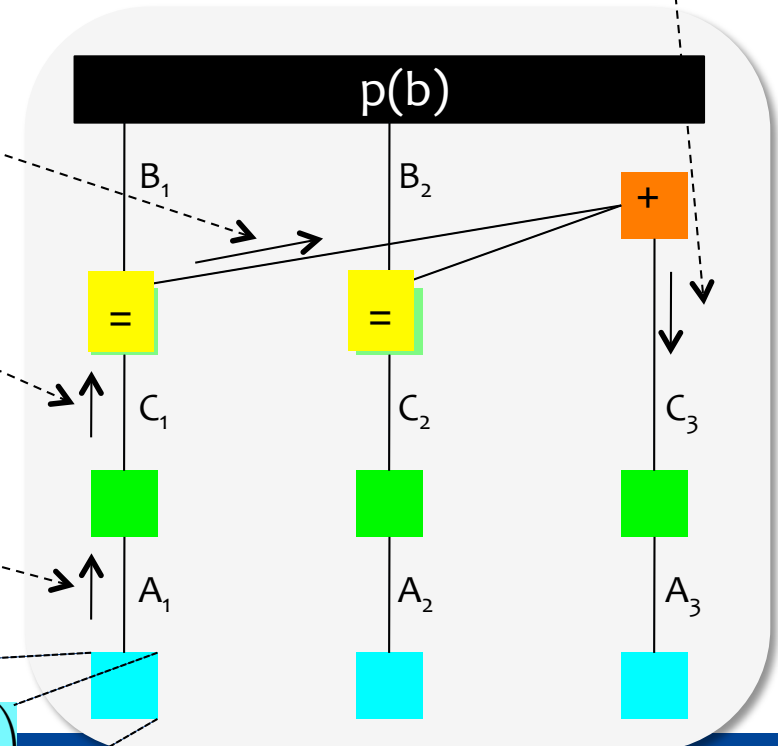 p(b)
B₁ B₂
+
= =
C₁ C₂ C₃
A₁ A₂ A₃